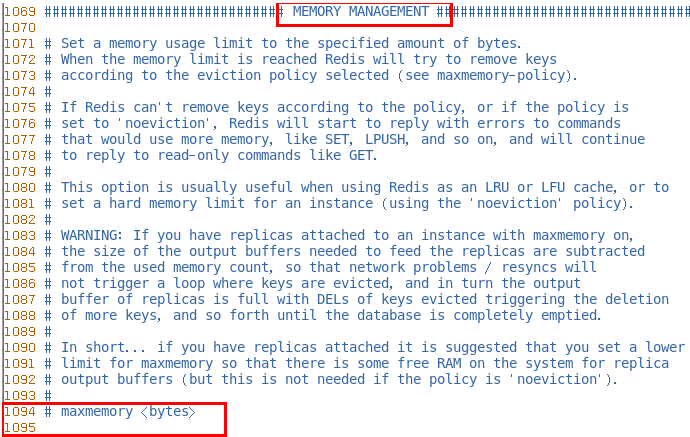 1069 ############################## MEMORY MANAGEMENT ################################
1070
1071 # Set a memory usage limit to the specified amount of bytes.
1072 # When the memory limit is reached Redis will try to remove keys
1073 # according to the eviction policy selected (see maxmemory-policy).
1074 #
1075 # If Redis can't remove keys according to the policy, or if the policy is
1076 # set to 'noeviction', Redis will start to reply with errors to commands
1077 # that would use more memory, like SET, LPUSH, and so on, and will continue
1078 # to reply to read-only commands like GET.
1079 #
1080 # This option is usually useful when using Redis as an LRU or LFU cache, or to
1081 # set a hard memory limit for an instance (using the 'noeviction' policy).
1082 #
1083 # WARNING: If you have replicas attached to an instance with maxmemory on,
1084 # the size of the output buffers needed to feed the replicas are subtracted
1085 # from the used memory count, so that network problems / resyncs will
1086 # not trigger a loop where keys are evicted, and in turn the output
1087 # buffer of replicas is full with DELs of keys evicted triggering the deletion
1088 # of more keys, and so forth until the database is completely emptied.
1089 #
1090 # In short... if you have replicas attached it is suggested that you set a lower
1091 # limit for maxmemory so that there is some free RAM on the system for replica
1092 # output buffers (but this is not needed if the policy is 'noeviction').
1093 #
1094 # maxmemory <bytes>
1095